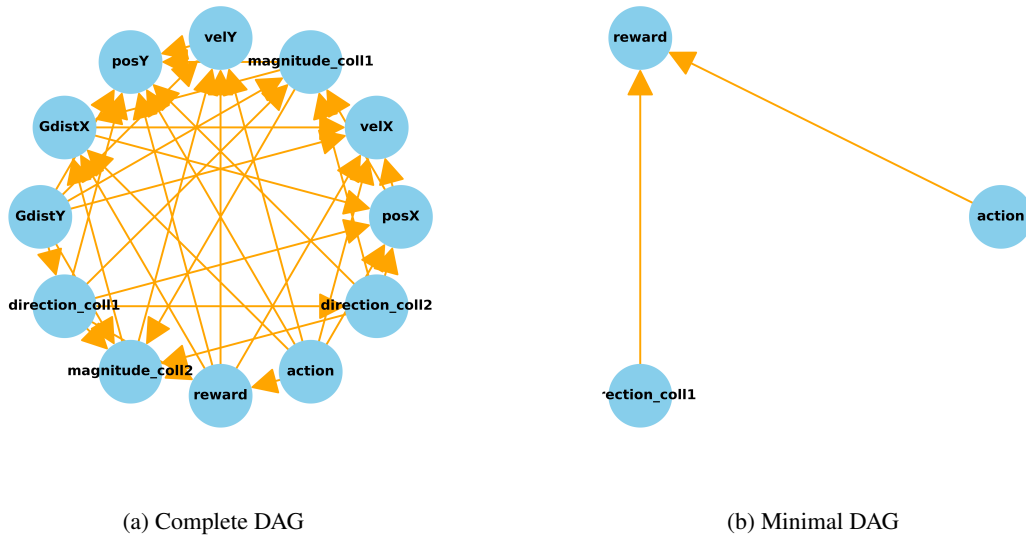 velY
reward
posY
magnitude_coll1
GdistX
velX
GdistY
posX
action
direction_coll1
direction_coll2
magnitude_coll2
action
reward
rection_coll1
(a) Complete DAG
(b) Minimal DAG